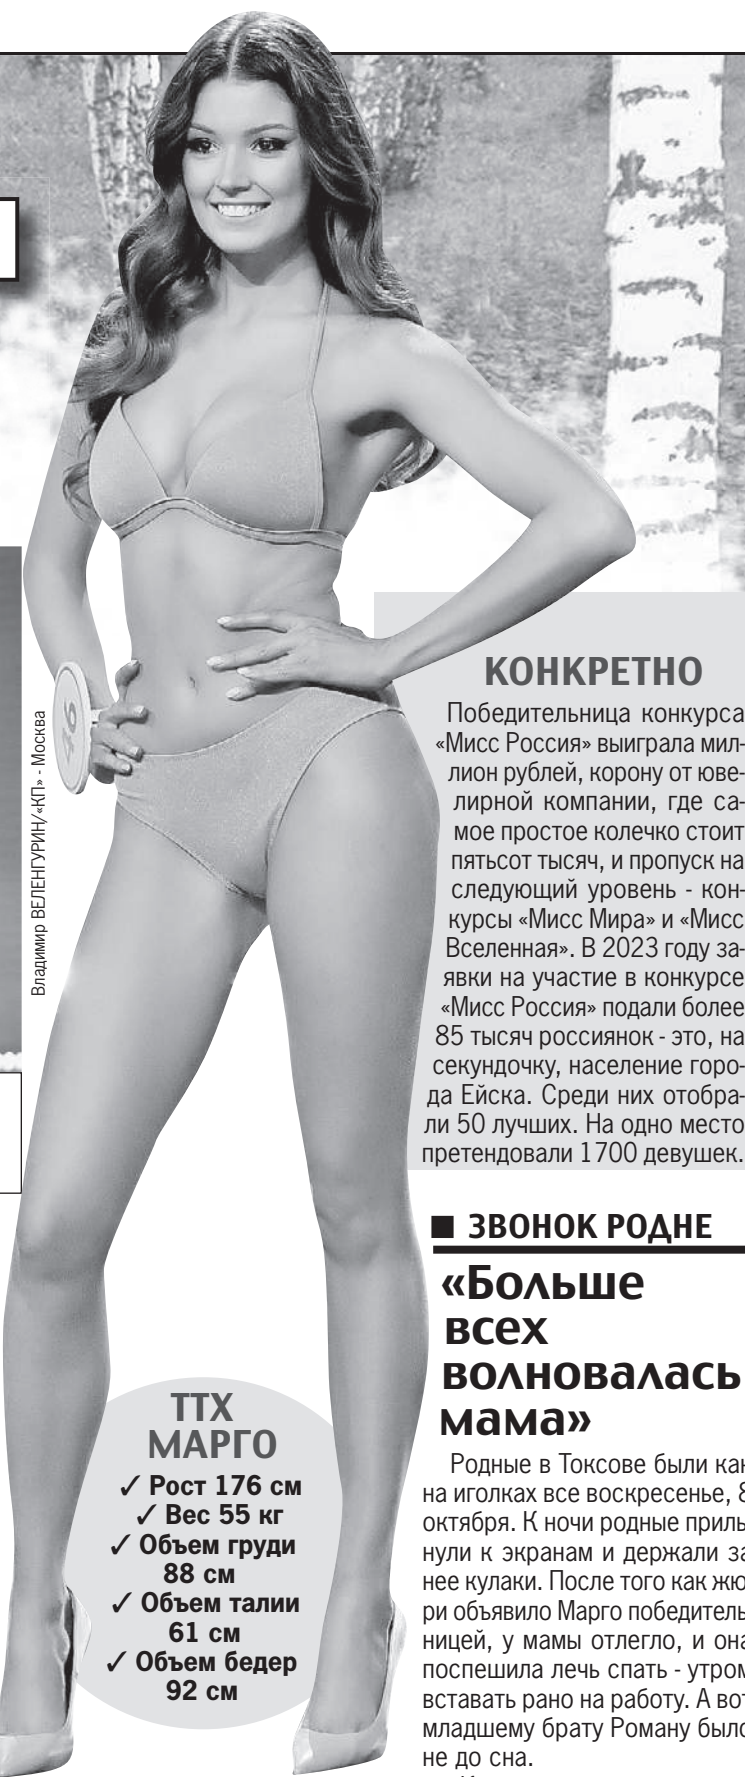 46
Владимир ВЕЛЕНГУРИН/«КП» - Москва
КОНКРЕТНО
Победительница конкурса
«Мисс Россия» выиграла мил-
лион рублей, корону от юве-
лирной компании, где са-
мое простое колечко стоит
пятьсот тысяч, и пропуск на
следующий уровень - кон-
курсы «Мисс Мира» и «Мисс
Вселенная». В 2023 году за-
явки на участие в конкурсе
«Мисс Россия» подали более
85 тысяч россиянок - это, на
секундочку, население горо-
да Ейска. Среди них отобра-
ли 50 лучших. На одно место
претендовали 1700 девушек.
■ ЗВОНОК РОДНЕ
«Больше
всех
волновалась
мама»
Родные в Токсове были как
на иголках все воскресенье, 8
октября. К ночи родные приль-
нули к экранам и держали за
нее кулаки. После того как жю-
ри объявило Марго победитель-
ницей, у мамы отлегло, и она
поспешила лечь спать - утром
вставать рано на работу. А вот
младшему брату Роману было
не до сна.
ТТХ
МАРГО
✓ Рост 176 см
✓ Вес 55 кг
✓ Объем груди
88 см
✓ Объем талии
61 см
✓ Объем бедер
92 см